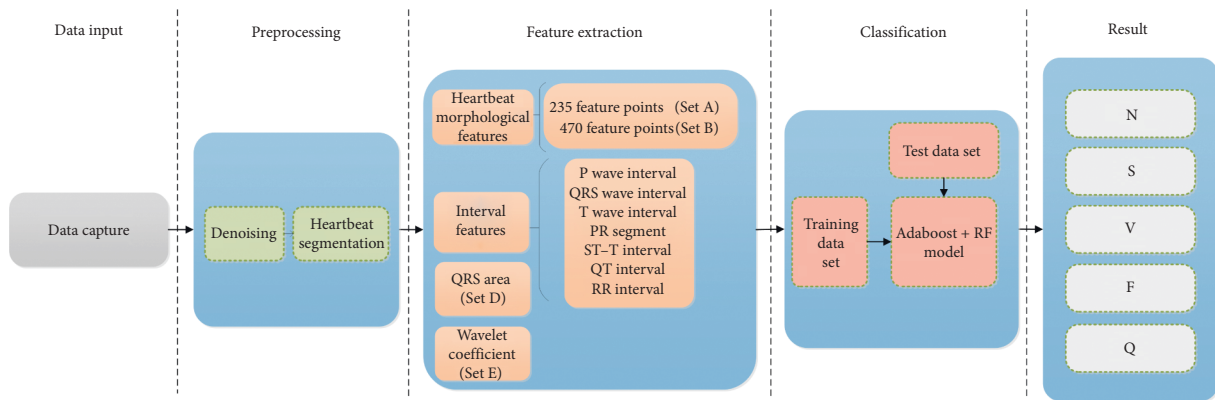 Data input
Preprocessing
Feature extraction
Classification
Result
Data capture
Denoising
Heartbeat
segmentation
Heartbeat
morphological
features
235 feature points (Set A)
470 feature points(Set B)
Interval
features
P wave interval
QRS wave interval
T wave interval
PR segment
ST–T interval
QT interval
RR interval
QRS area
(Set D)
Wavelet
coefficient
(Set E)
Test data set
Training
data
set
Adaboost + RF
model
N
S
V
F
Q